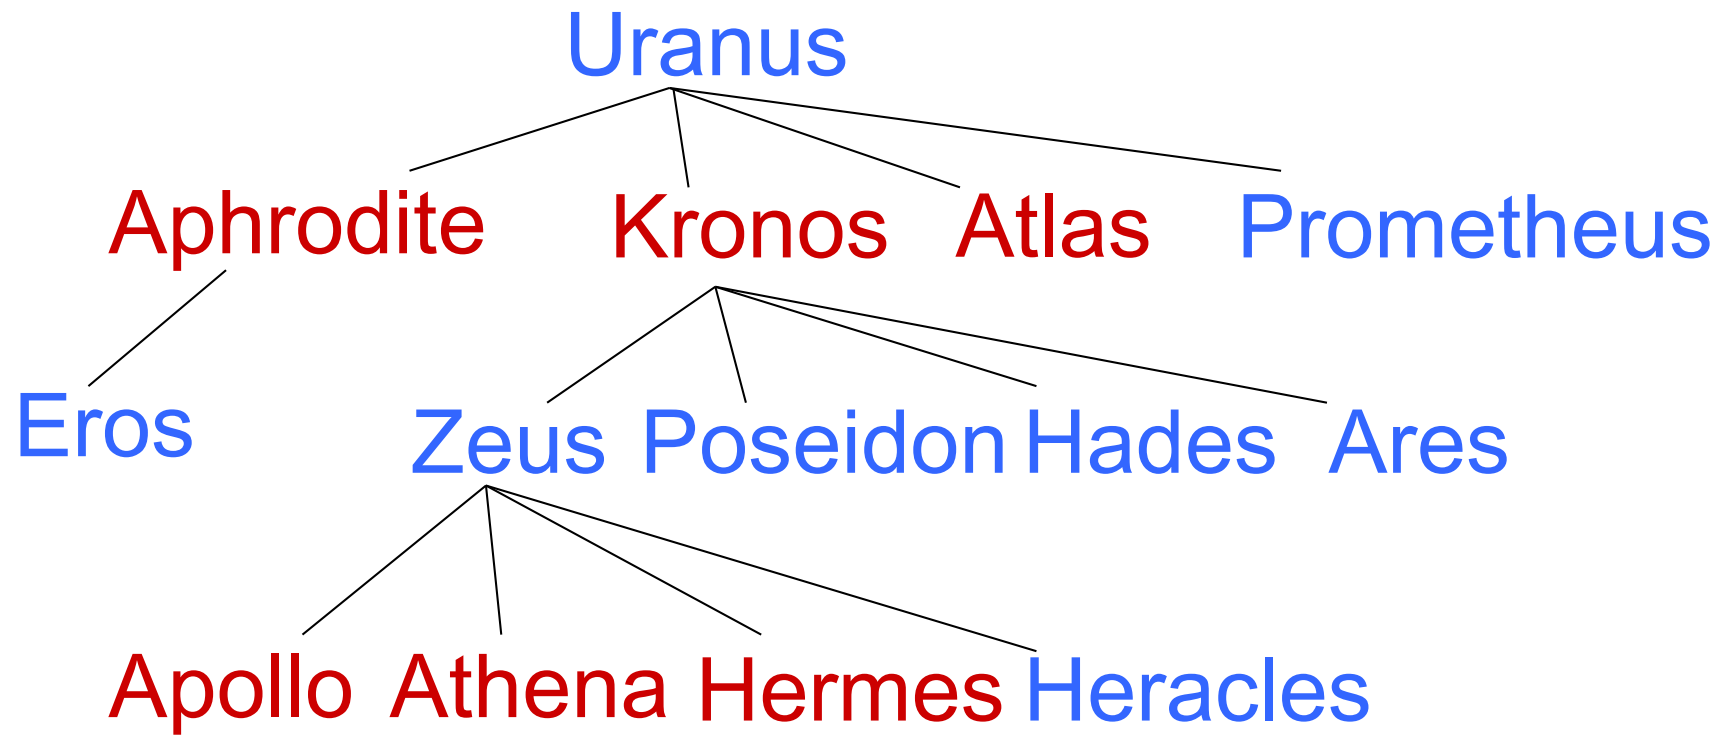 Uranus
Aphrodite Kronos Atlas Prometheus
Eros Zeus Poseidon Hades Ares
Apollo Athena Hermes Heracles